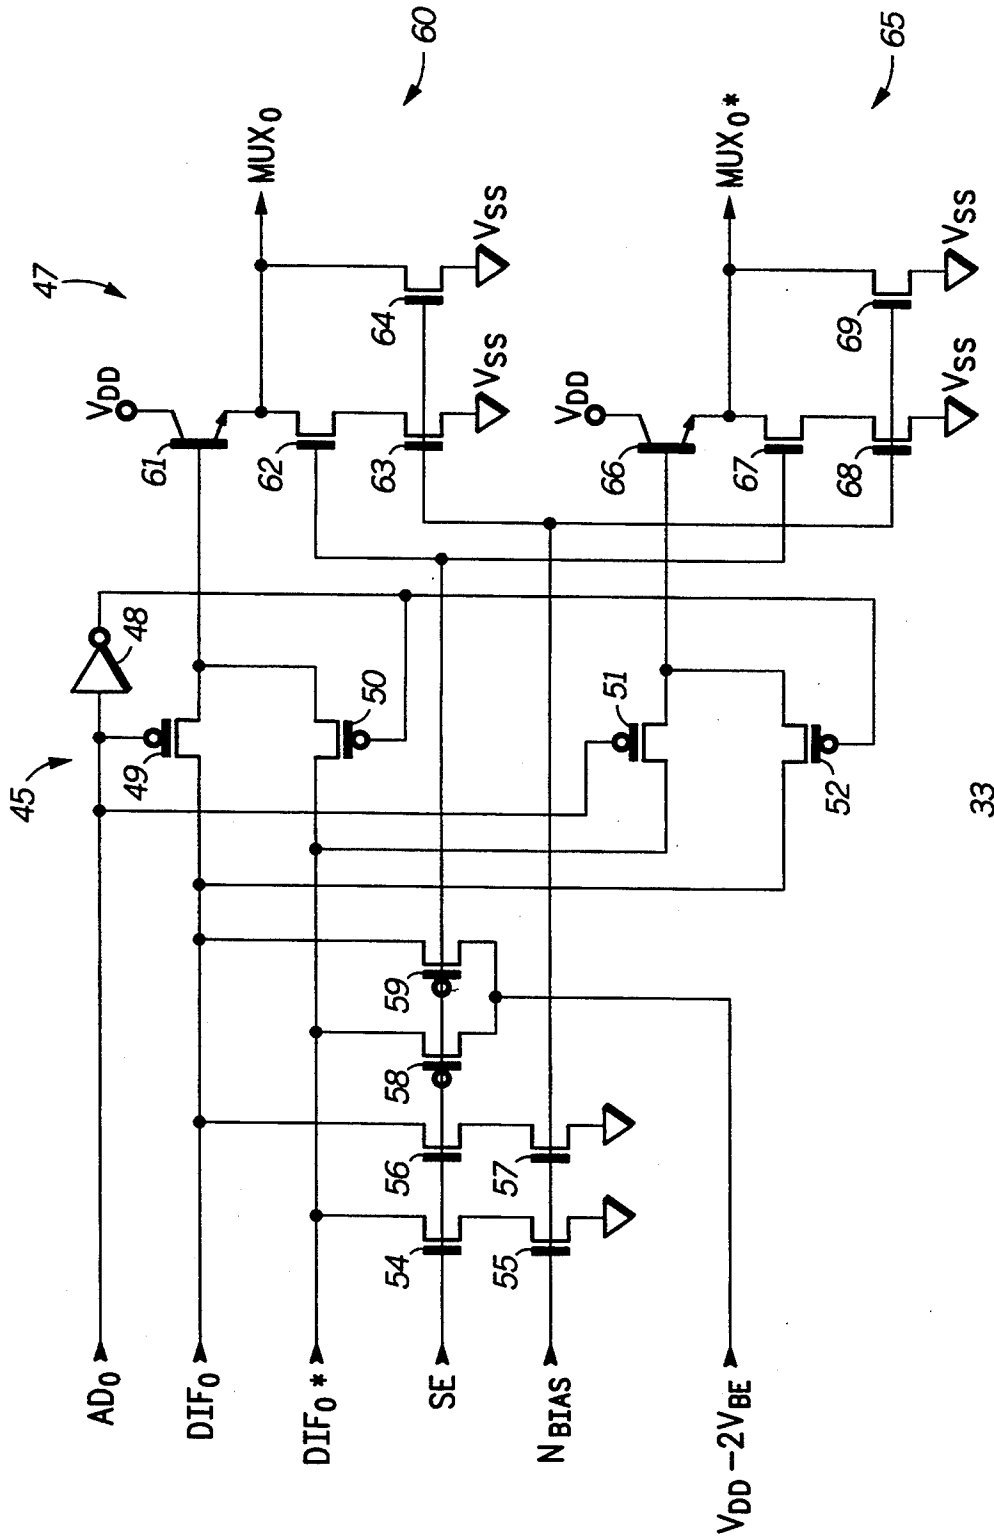 AD0
DIF0
DIF0*
SE
NBIAS
VDD-2VBE
45
47
48
49
50
51
52
54
55
56
57
58
59
60
VDD
61
62
63
64
MUX0
VSS
VSS
65
VDD
66
67
68
69
MUX0*
VSS
VSS
33